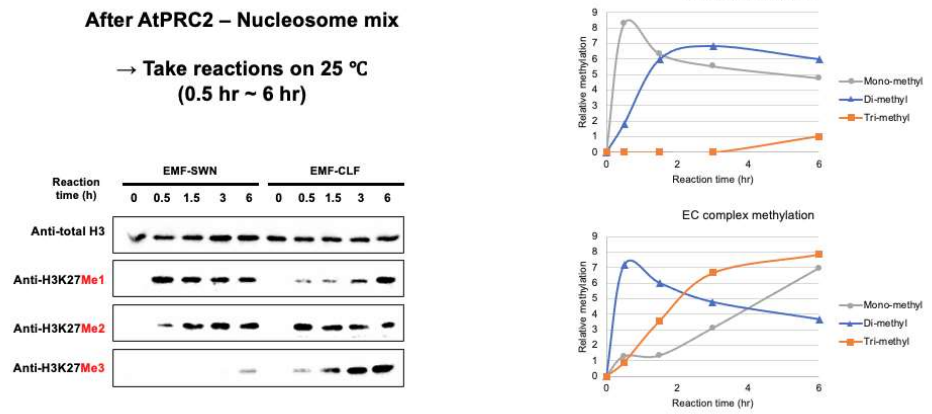 After AtPRC2 – Nucleosome mix
→ Take reactions on 25 ℃
(0.5 hr ~ 6 hr)
EMF-SWN EMF-CLF
Reaction
time (h)
0 0.5 1.5 3 6 0 0.5 1.5 3 6
Anti-total H3
Anti-H3K27Me1
Anti-H3K27Me2
Anti-H3K27Me3
9
8
7
6
5
4
3
2
1
0
Relative methylation
0 2 4 6
Reaction time (hr)
Mono-methyl
Di-methyl
Tri-methyl
EC complex methylation
9
8
7
6
5
4
3
2
1
0
Relative methylation
0 2 4 6
Reaction time (hr)
Mono-methyl
Di-methyl
Tri-methyl